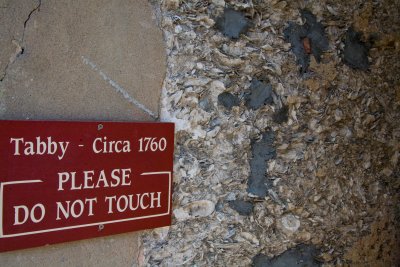 Tabby - Circa 1760
PLEASE
DO NOT TOUCH